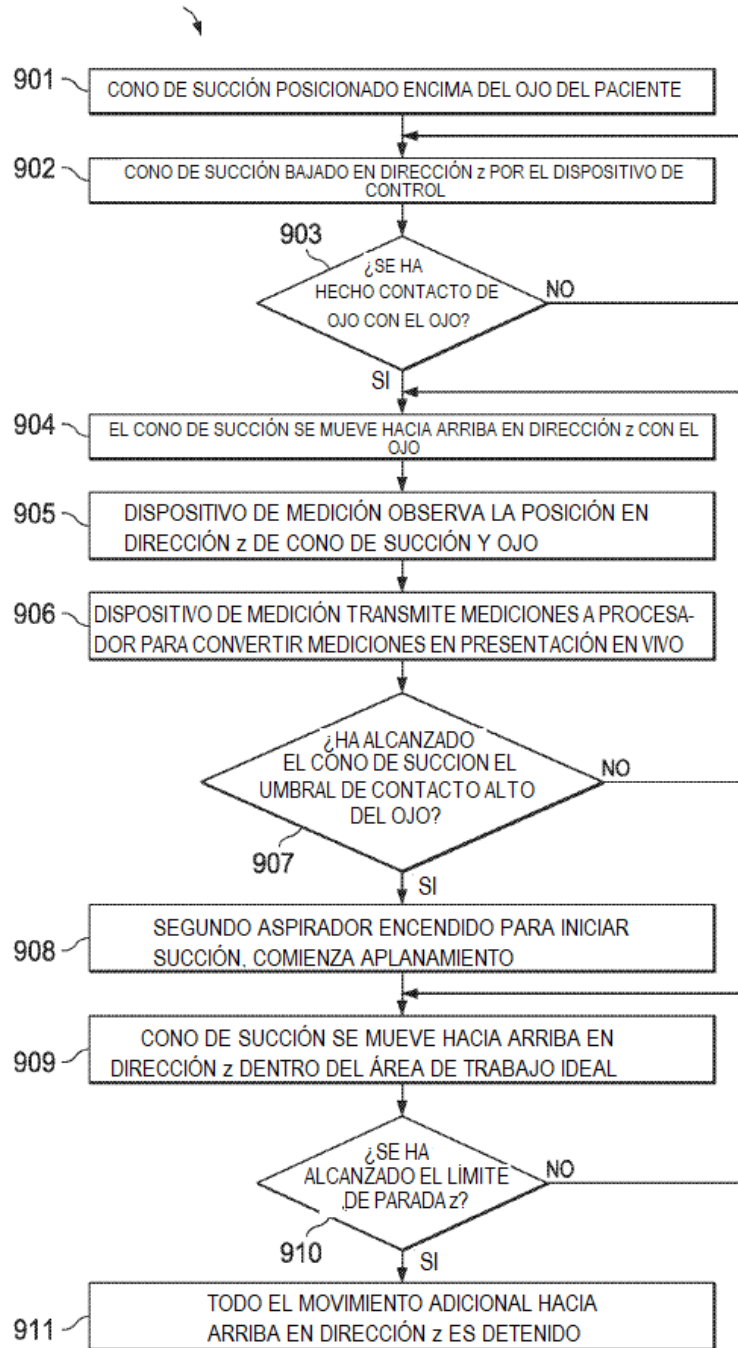 901
CONO DE SUCCIÓN POSICIONADO ENCIMA DEL OJO DEL PACIENTE
902
CONO DE SUCCIÓN BAJADO EN DIRECCIÓN z POR EL DISPOSITIVO DE
CONTROL
903
¿SE HA
HECHO CONTACTO DE
OJO CON EL OJO?
NO
SI
904
EL CONO DE SUCCIÓN SE MUEVE HACIA ARRIBA EN DIRECCIÓN z CON EL
OJO
905
DISPOSITIVO DE MEDICIÓN OBSERVA LA POSICIÓN EN
DIRECCIÓN z DE CONO DE SUCCIÓN Y OJO
906
DISPOSITIVO DE MEDICIÓN TRANSMITE MEDICIONES A PROCESA-
DOR PARA CONVERTIR MEDICIONES EN PRESENTACIÓN EN VIVO
¿HA ALCANZADO
EL CONO DE SUCCION EL
UMBRAL DE CONTACTO ALTO
DEL OJO?
NO
907
SI
908
SEGUNDO ASPIRADOR ENCENDIDO PARA INICIAR
SUCCIÓN, COMIENZA APLANAMIENTO
909
CONO DE SUCCIÓN SE MUEVE HACIA ARRIBA EN
DIRECCIÓN z DENTRO DEL ÁREA DE TRABAJO IDEAL
¿SE HA
ALCANZADO EL LÍMITE
DE PARADA z?
NO
910
SI
911
TODO EL MOVIMIENTO ADICIONAL HACIA
ARRIBA EN DIRECCIÓN z ES DETENIDO